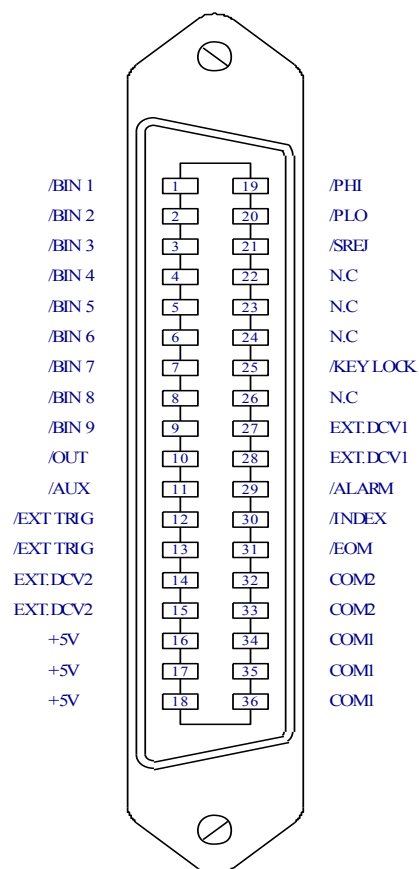 /BIN 1 1 19 /PHI
/BIN 2 2 20 /PLO
/BIN 3 3 21 /SREJ
/BIN 4 4 22 N.C
/BIN 5 5 23 N.C
/BIN 6 6 24 N.C
/BIN 7 7 25 /KEY LOCK
/BIN 8 8 26 N.C
/BIN 9 9 27 EXT.DCV1
/OUT 10 28 EXT.DCV1
/AUX 11 29 /ALARM
/EXT TRIG 12 30 /INDEX
/EXT TRIG 13 31 /EOM
EXT.DCV2 14 32 COM2
EXT.DCV2 15 33 COM2
+5V 16 34 COM1
+5V 17 35 COM1
+5V 18 36 COM1